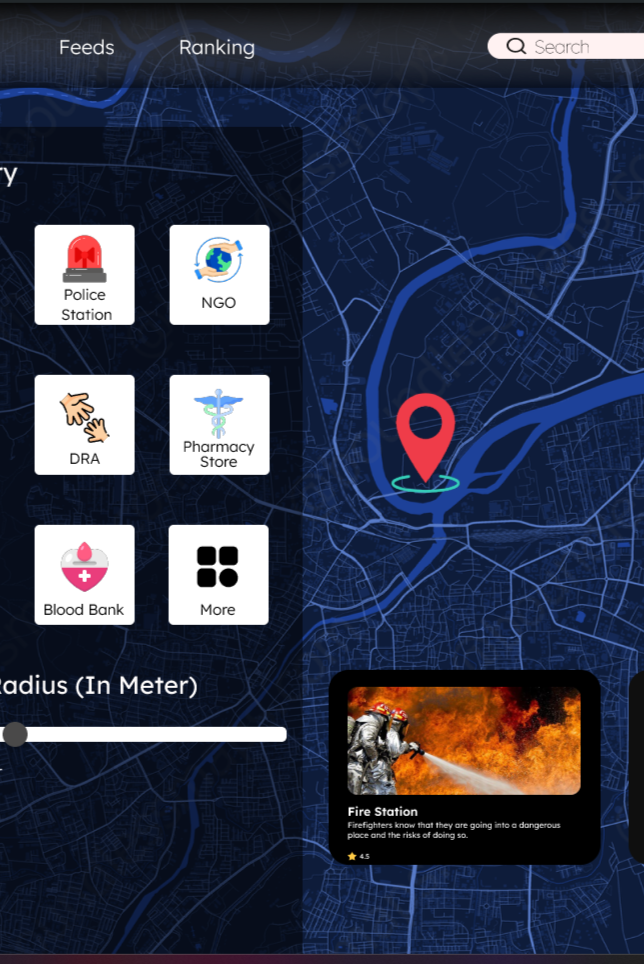 Feeds
Ranking
Search
ry
Police
Station
NGO
DRA
Pharmacy
Store
Blood Bank
More
Radius (In Meter)
Fire Station
Firefighters know that they are going into a dangerous
place and the risks of doing so.
4.5